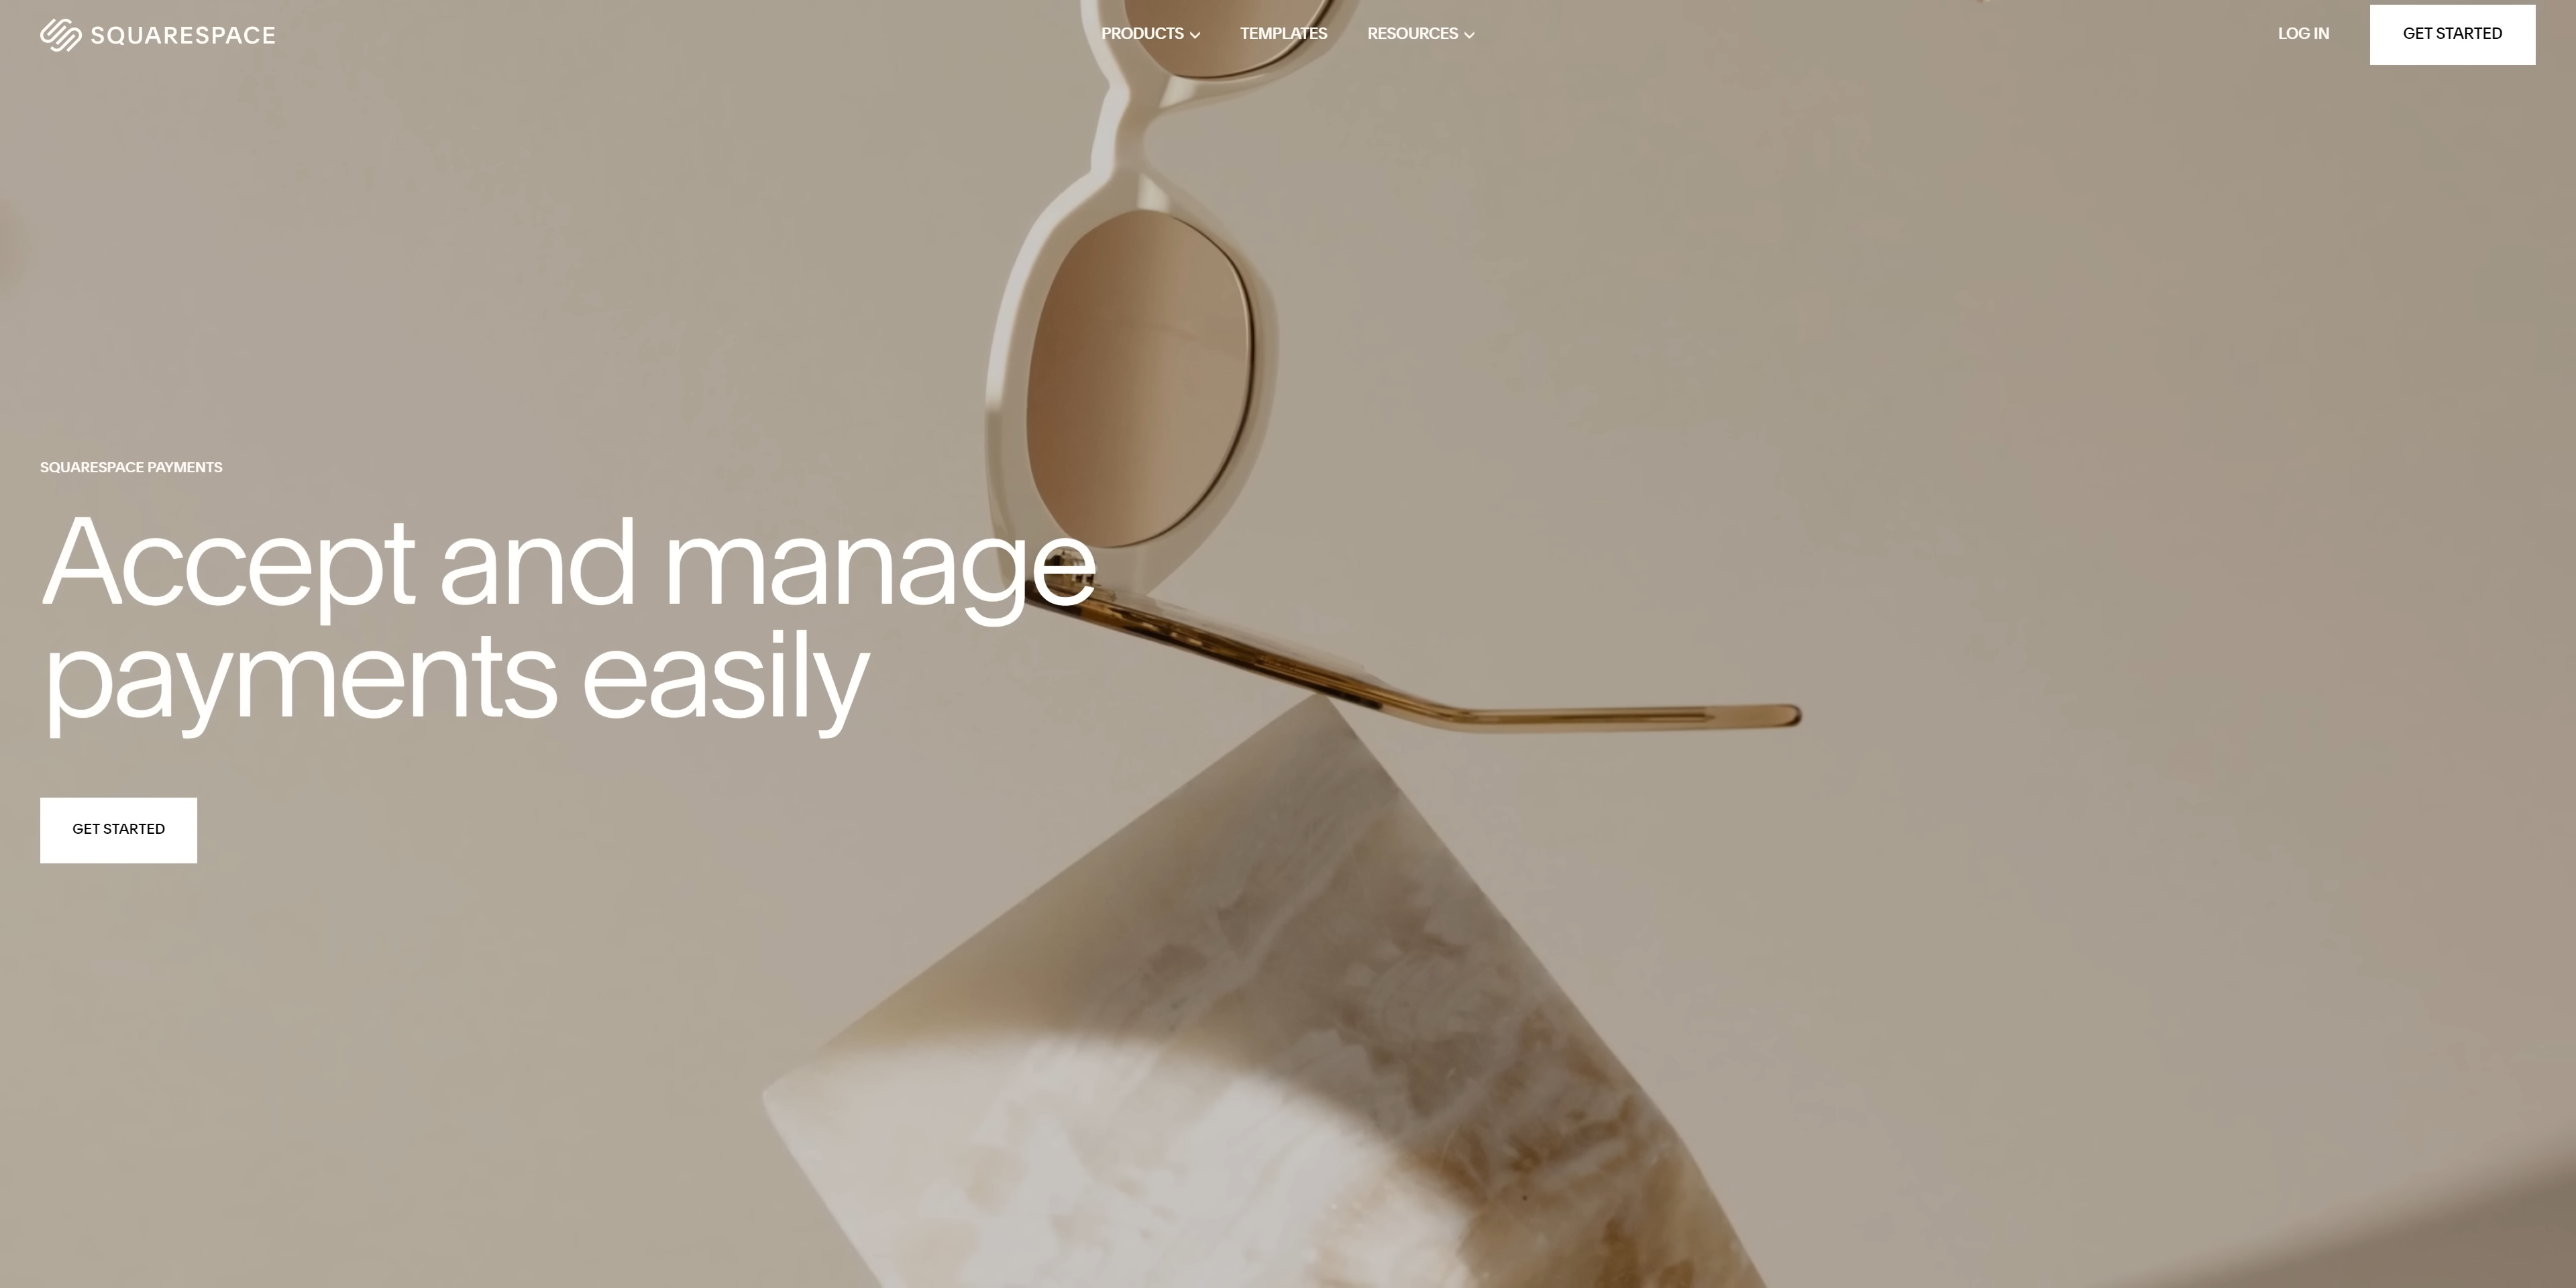 SQUARESPACE
PRODUCTS
TEMPLATES
RESOURCES
LOG IN
GET STARTED
SQUARESPACE PAYMENTS
Accept and manage
payments easily
GET STARTED